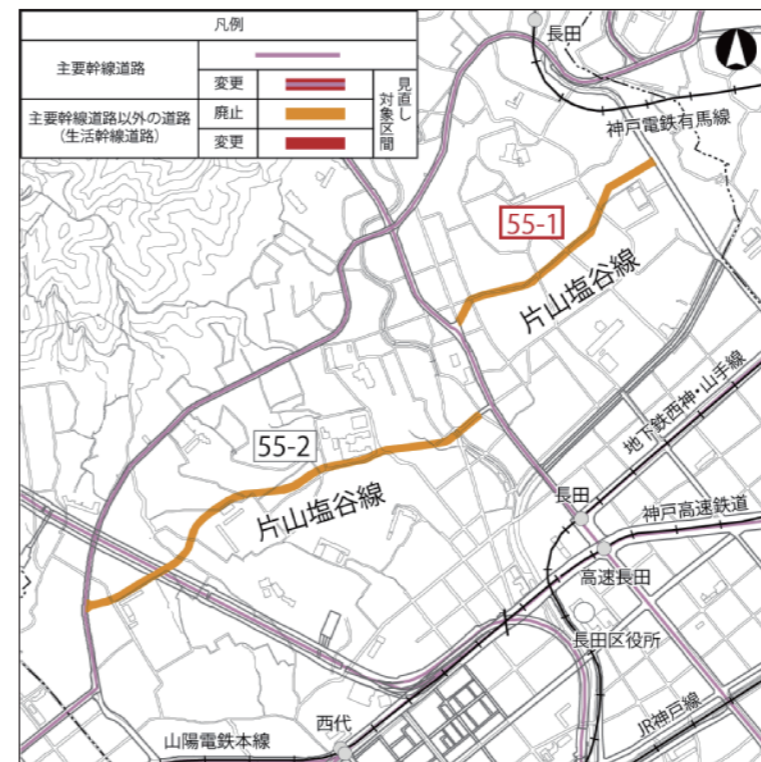 凡例
主要幹線道路
変更
主要幹線道路以外の道路
(生活幹線道路)
廃止
変更
見直し
対象区間
長田
神戸電鉄有馬線
55-1
片山塩谷線
地下鉄西神・山手線
55-2
片山塩谷線
長田
神戸高速鉄道
高速長田
長田区役所
JR神戸線
西代
山陽電鉄本線